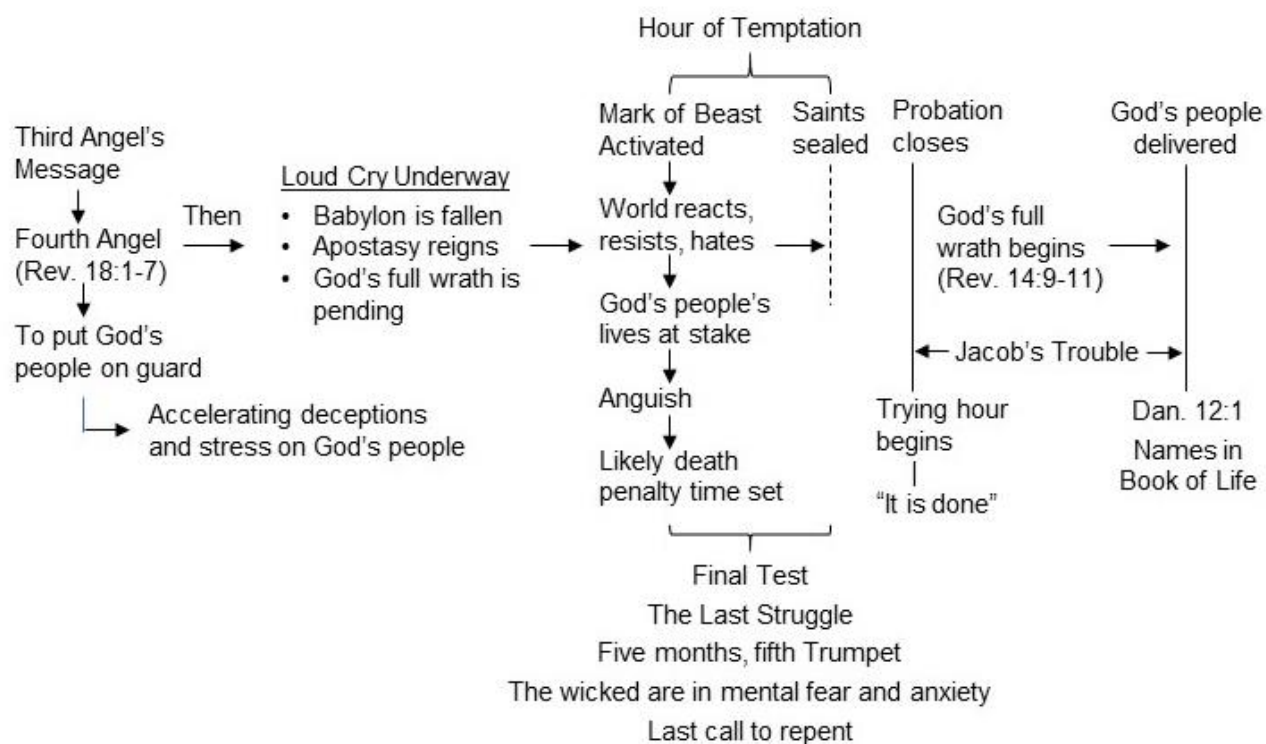 Hour of Temptation
Third Angel's
Message
Fourth Angel
(Rev. 18:1-7)
To put God's
people on guard
Accelerating deceptions
and stress on God's people
Then
Loud Cry Underway
• Babylon is fallen
• Apostasy reigns
• God's full wrath is
pending
Mark of Beast
Activated
World reacts,
resists, hates
God's people's
lives at stake
Anguish
Likely death
penalty time set
Saints
sealed
Probation
closes
God's full
wrath begins
(Rev. 14:9-11)
Jacob's Trouble
Trying hour
begins
“It is done”
God's people
delivered
Dan. 12:1
Names in
Book of Life
Final Test
The Last Struggle
Five months, fifth Trumpet
The wicked are in mental fear and anxiety
Last call to repent